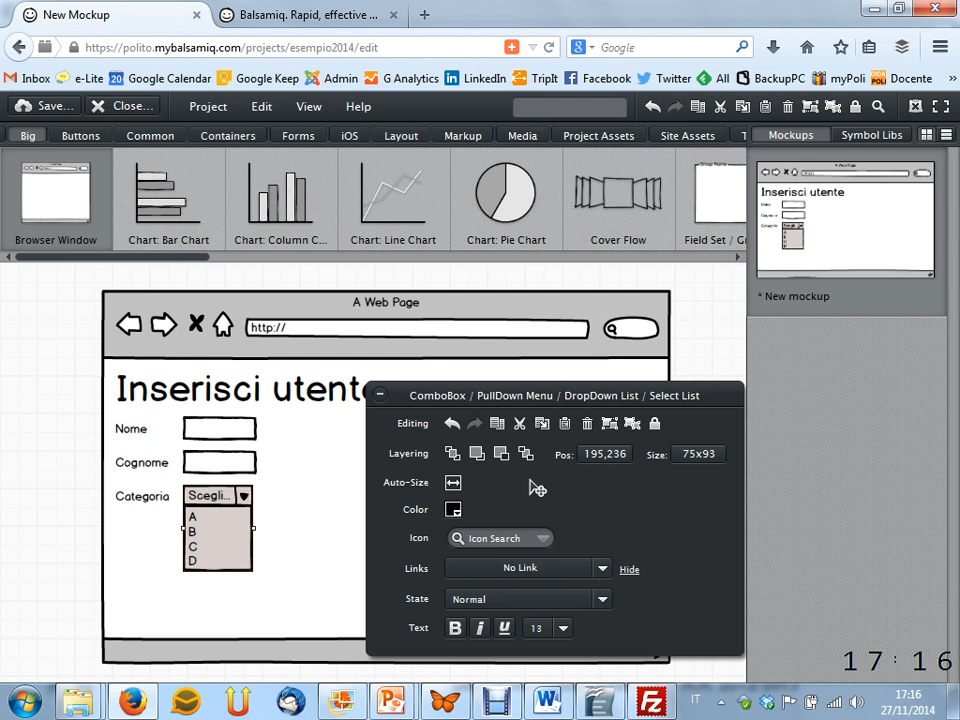 New Mockup
Balsamiq. Rapid, effective ...
https://polito.mybalsamiq.com/projects/esempio2014/edit
Google
Inbox
e-Lite
Google Calendar
Google Keep
Admin
G Analytics
LinkedIn
TripIt
Facebook
Twitter
All
BackupPC
myPoli
Docente
Save...
Close...
Project
Edit
View
Help
Big
Buttons
Common
Containers
Forms
iOS
Layout
Markup
Media
Project Assets
Site Assets
T
Mockups
Symbol Libs
Browser Window
Chart: Bar Chart
Chart: Column C...
Chart: Line Chart
Chart: Pie Chart
Cover Flow
Group Name
Field Set / G
Inserisci utente
* New mockup
A Web Page
http://
Inserisci utente
Nome
Cognome
Categoria
Scegli...
A
B
C
D
ComboBox / PullDown Menu / DropDown List / Select List
Editing
Layering
Pos: 195,236
Size: 75x93
Auto-Size
Color
Icon
Icon Search
Links
No Link
Hide
State
Normal
Text
B i U 13
17:16
IT
17:16
27/11/2014